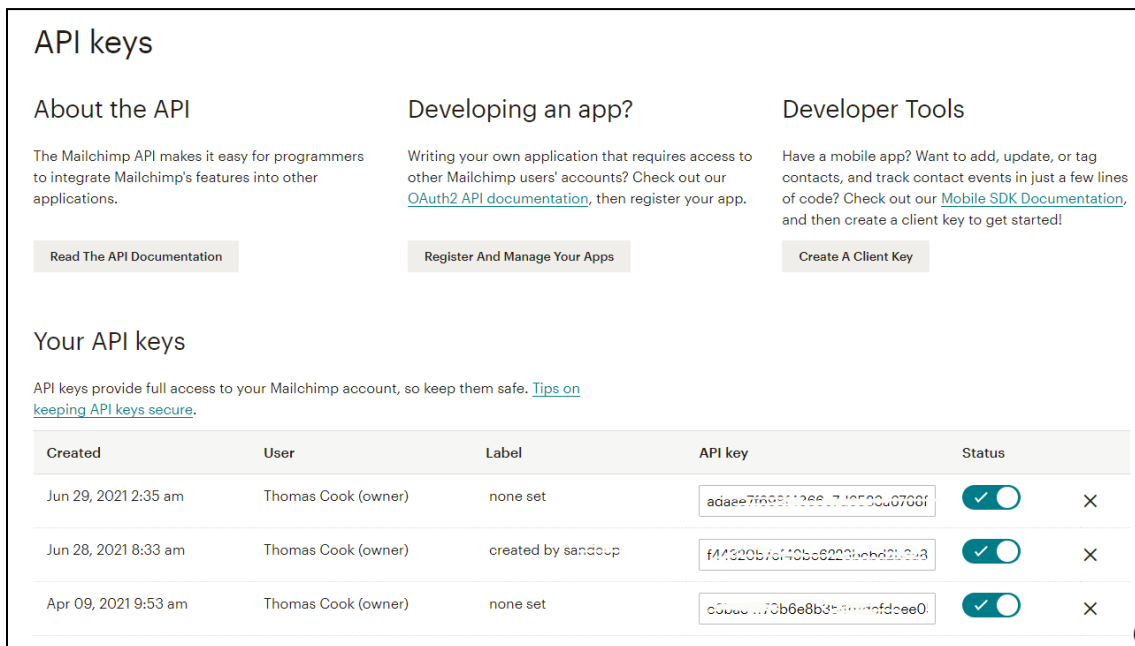 API keys
About the API
The Mailchimp API makes it easy for programmers
to integrate Mailchimp's features into other
applications.
Read The API Documentation
Developing an app?
Writing your own application that requires access to
other Mailchimp users' accounts? Check out our
OAuth2 API documentation, then register your app.
Register And Manage Your Apps
Developer Tools
Have a mobile app? Want to add, update, or tag
contacts, and track contact events in just a few lines
of code? Check out our Mobile SDK Documentation,
and then create a client key to get started!
Create A Client Key
Your API keys
API keys provide full access to your Mailchimp account, so keep them safe. Tips on
keeping API keys secure.
Created User Label API key Status
Jun 29, 2021 2:35 am Thomas Cook (owner) none set
Jun 28, 2021 8:33 am Thomas Cook (owner) created by
Apr 09, 2021 9:53 am Thomas Cook (owner) none set